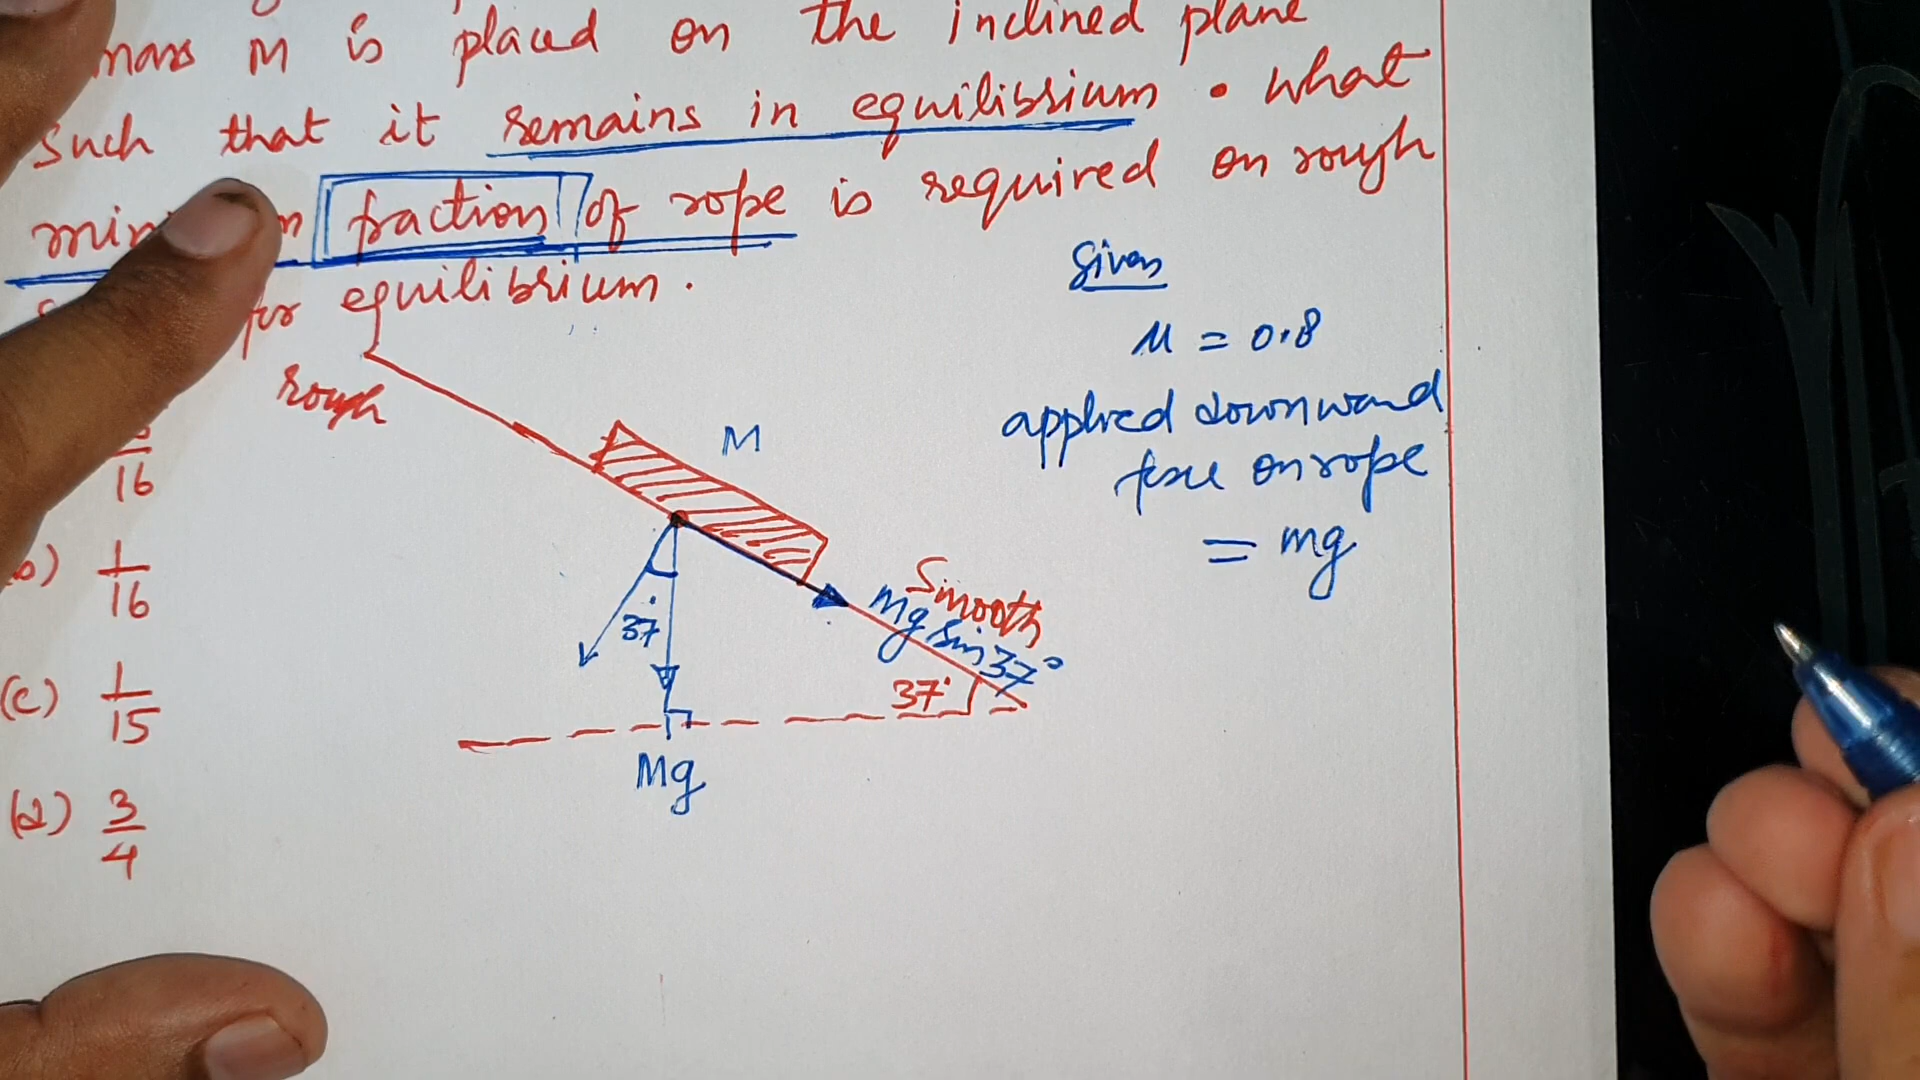 mass M is placed on the inclined plane
such that it remains in equilibrium . what
fraction of rope is required on rough
for equilibrium .
Given
rough
μ = 0.8
applied downward
M
force on rope
16
= mg
b) 1/16
Smooth
37°
Mg sin 37°
(c) 1/15
37°
Mg
(d) 3/4